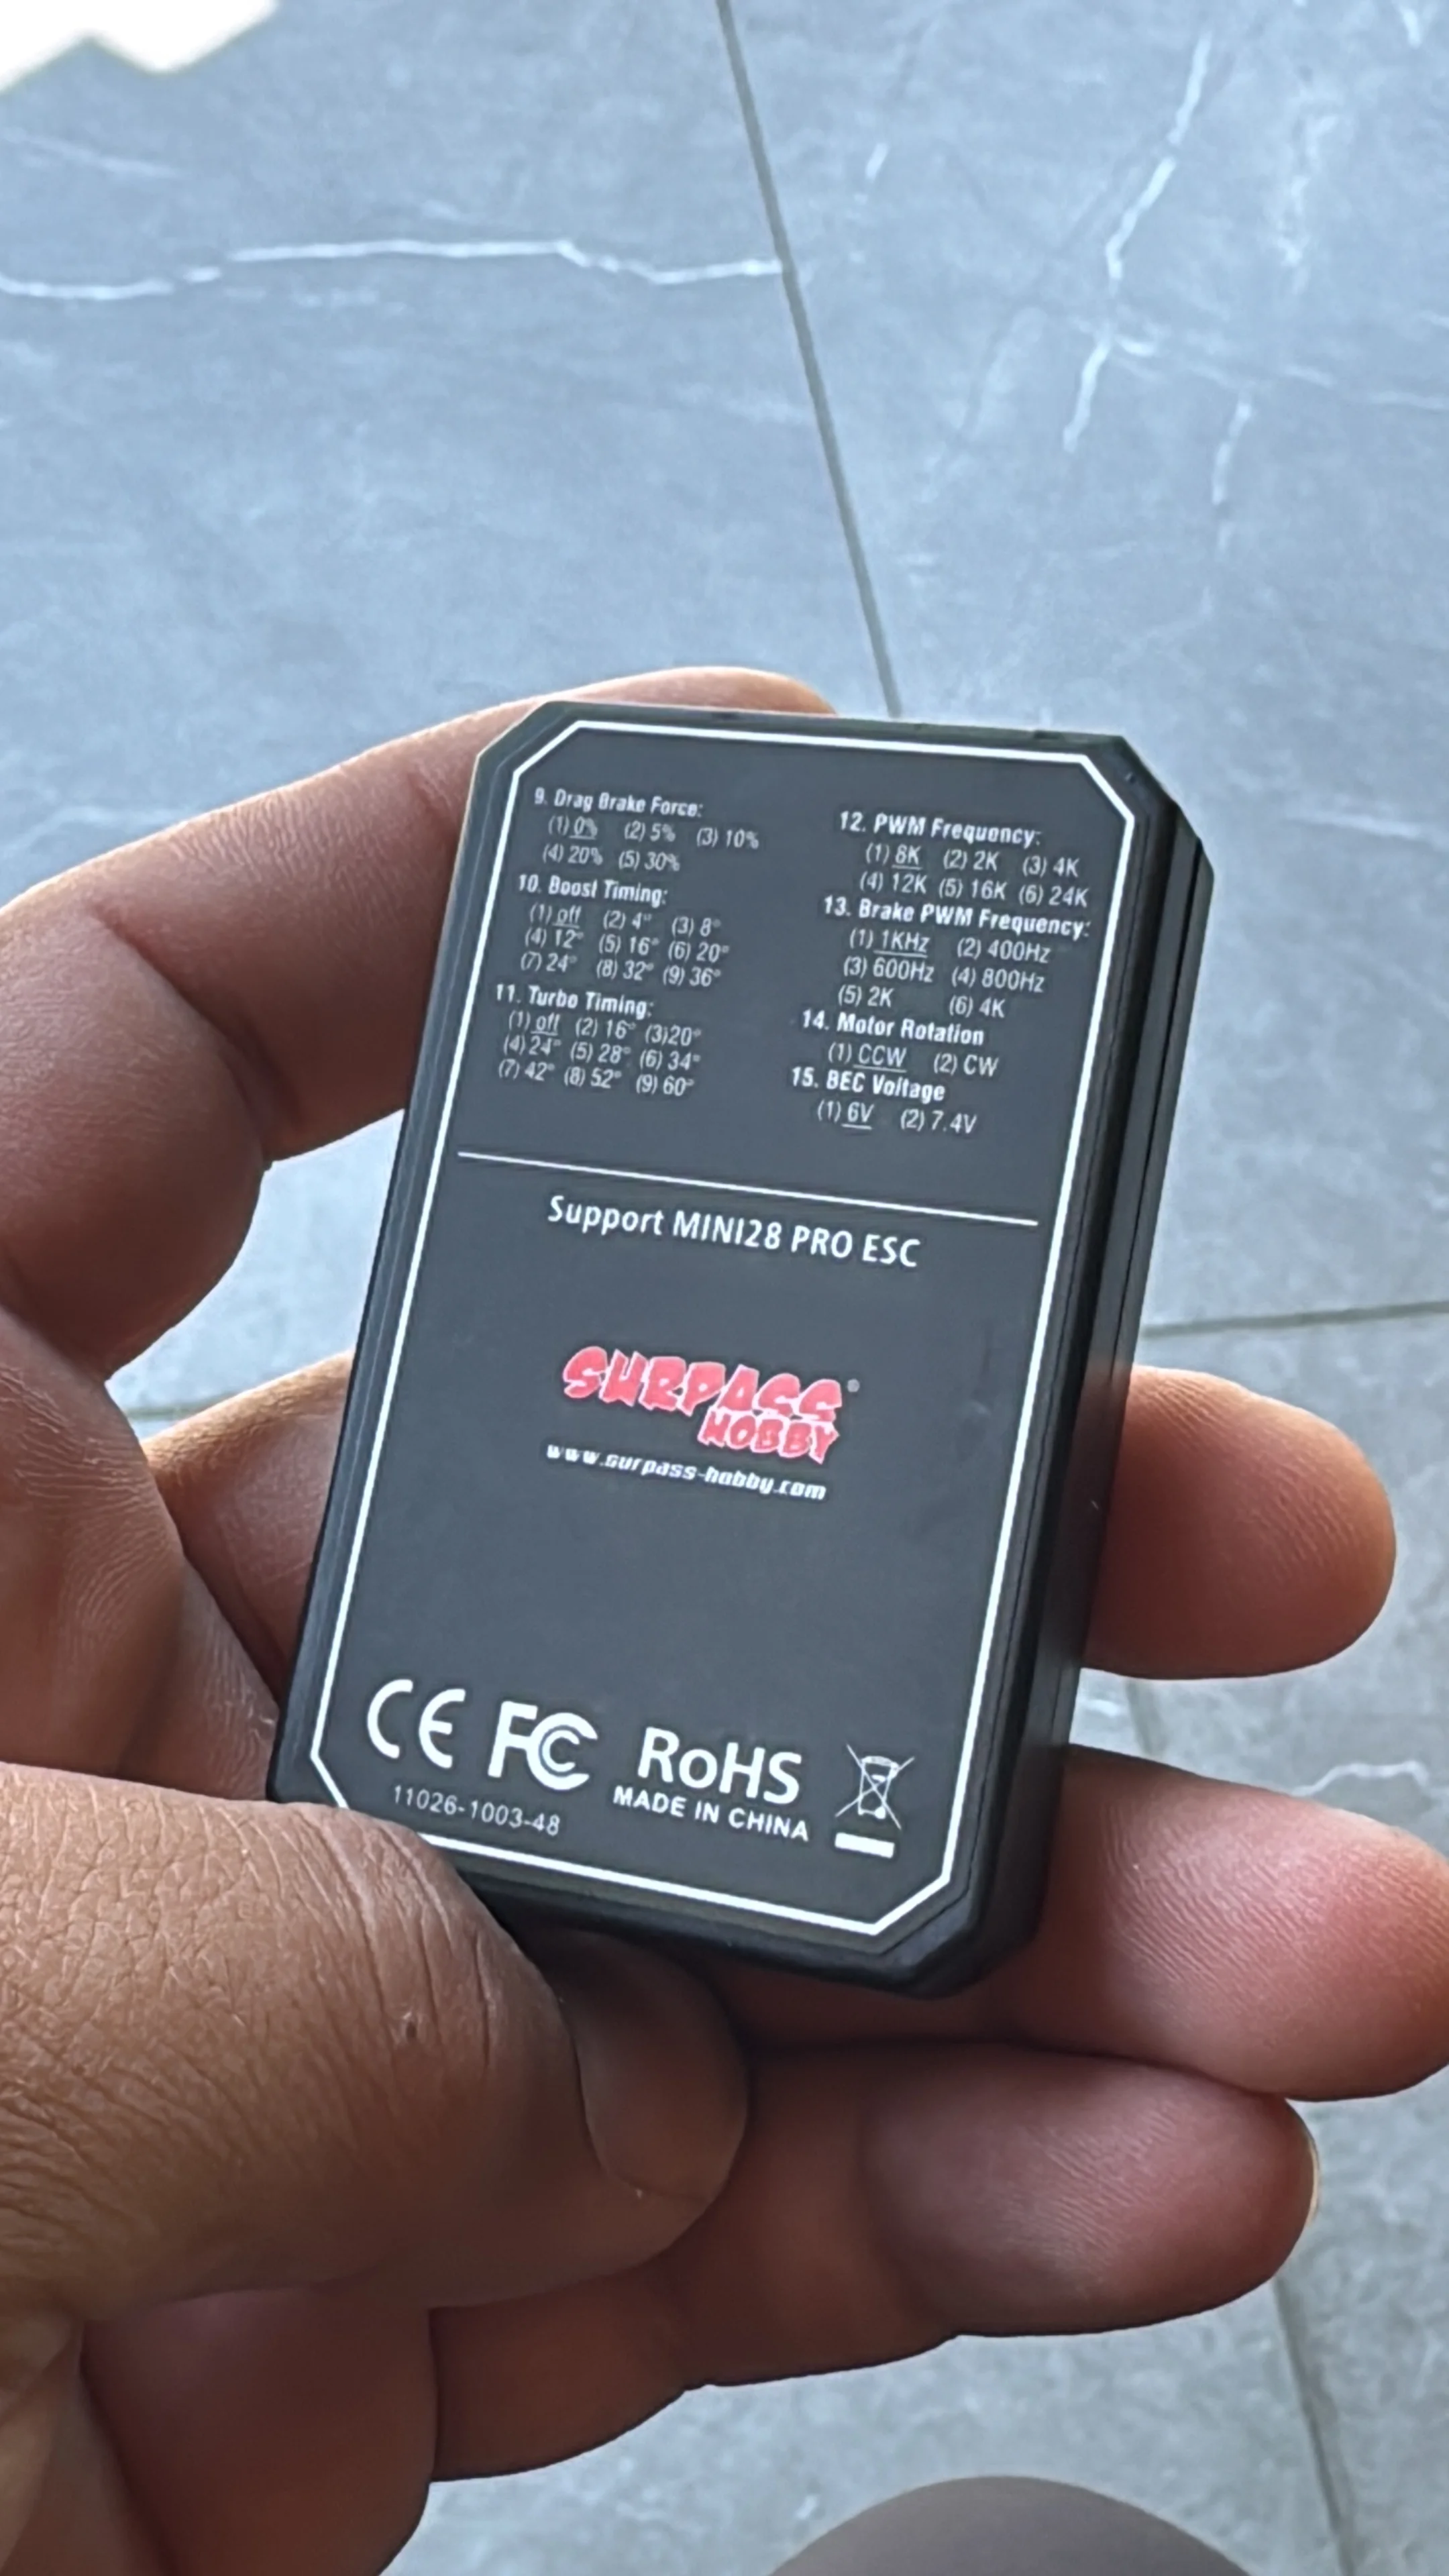 9. Drag Brake Force:
(1) 0% (2) 5% (3) 10%
(4) 20% (5) 30%
10. Boost Timing:
(1) off (2) 4° (3) 8°
(4) 12° (5) 16° (6) 20°
(7) 24° (8) 32° (9) 36°
11. Turbo Timing:
(1) off (2) 16° (3)20°
(4) 24° (5) 28° (6) 34°
(7) 42° (8) 52° (9) 60°
12. PWM Frequency:
(1) 8K (2) 2K (3) 4K
(4) 12K (5) 16K (6) 24K
13. Brake PWM Frequency:
(1) 1KHz (2) 400Hz
(3) 600Hz (4) 800Hz
(5) 2K (6) 4K
14. Motor Rotation
(1) CCW (2) CW
15. BEC Voltage
(1) 6V (2) 7.4V
Support MINI28 PRO ESC
SURPASS®
HOBBY
www.surpass-hobby.com
CE FC RoHS
11026-1003-48 MADE IN CHINA